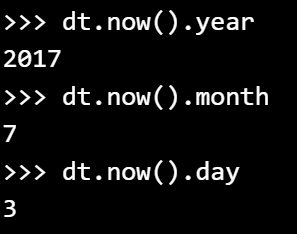 >>> dt.now().year
2017
>>> dt.now().month
7
>>> dt.now().day
3